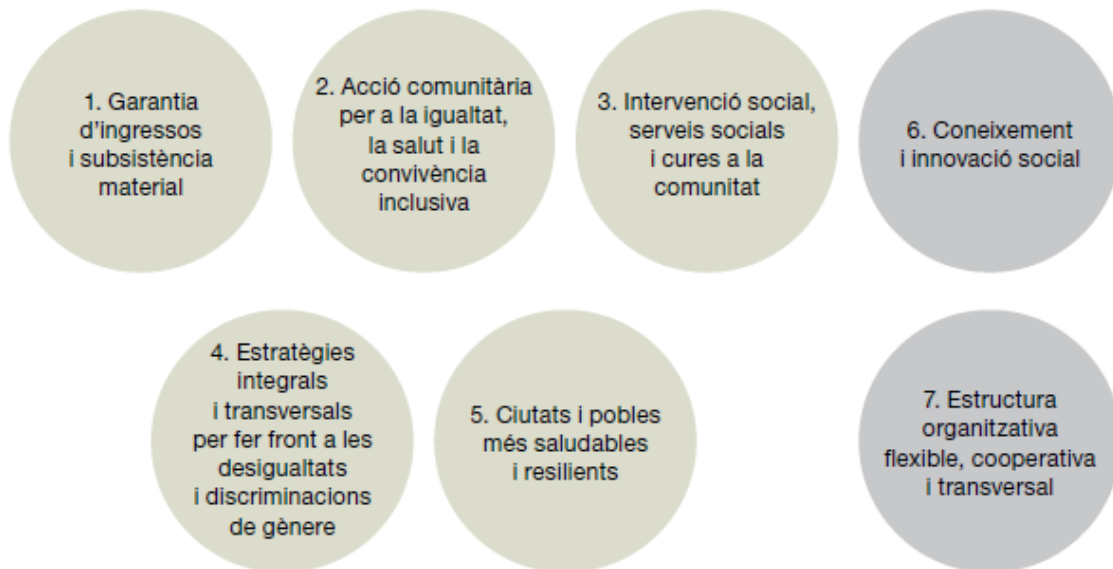 1. Garantia
d'ingressos
i subsistència
material
2. Acció comunitària
per a la igualtat,
la salut i la
convivència
inclusiva
3. Intervenció social,
serveis socials
i cures a la
comunitat
6. Coneixement
i innovació social
4. Estratègies
integrals
i transversals
per fer front a les
desigualtats
i discriminacions
de gènere
5. Ciutats i pobles
més saludables
i resilients
7. Estructura
organitzativa
flexible, cooperativa
i transversal